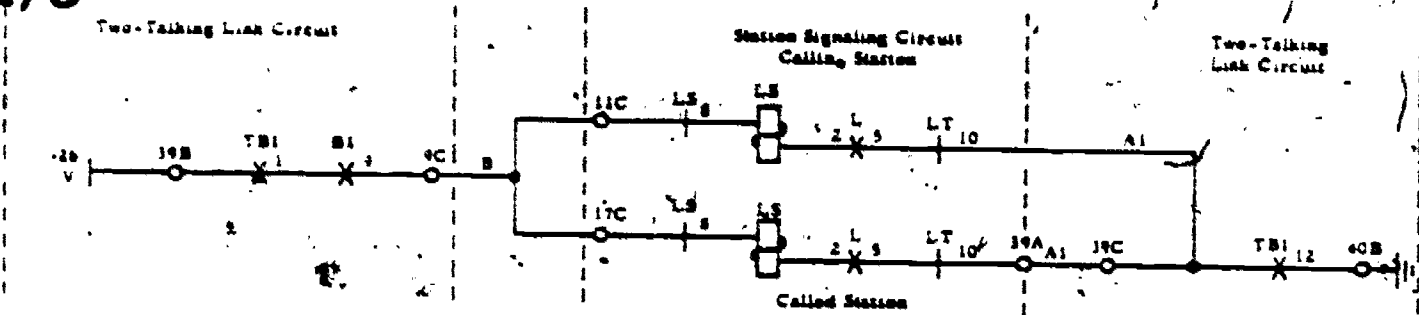 Two-Talking Link Circuit
Station Signaling Circuit
Calling Station
Two-Talking
Link Circuit
11C LS 8 LS
2 L 5 LT 10 A1
-26 V 39B TB1 1 B1 4 9C B
17C LS 8 LS
2 L 5 LT 10 39A A1 39C TB1 12 40B
Called Station